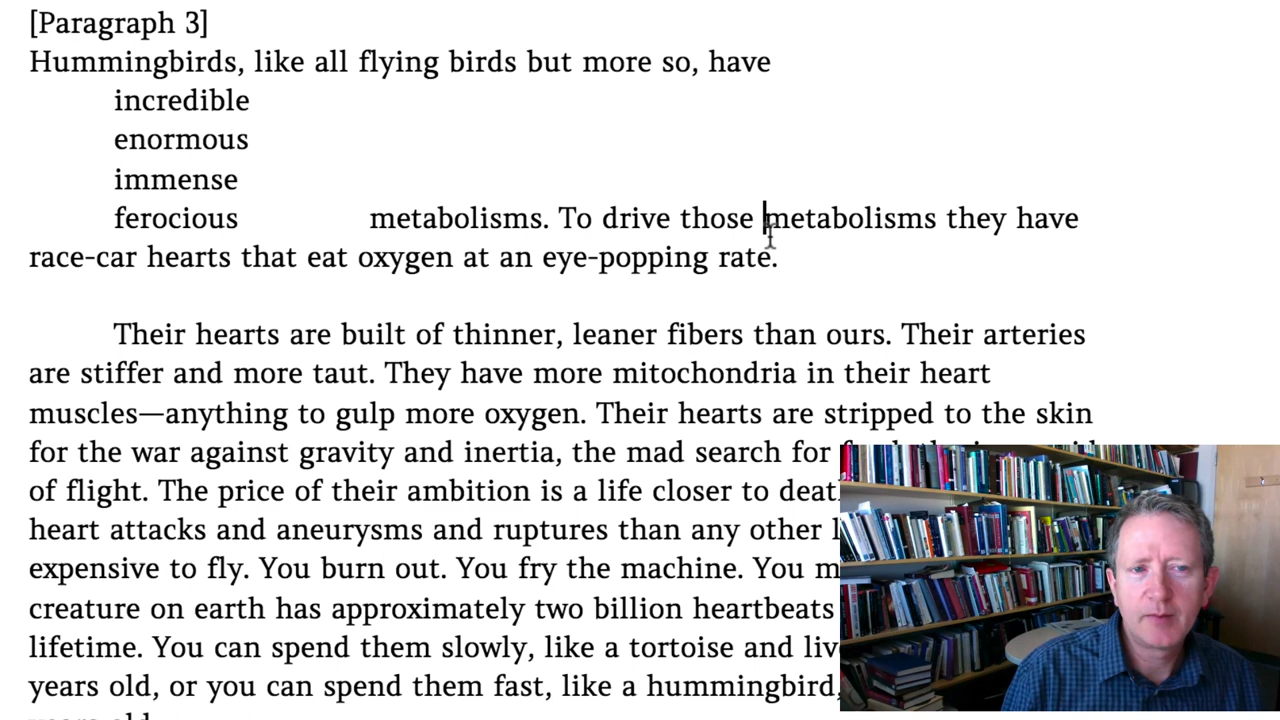 [Paragraph 3]
Hummingbirds, like all flying birds but more so, have
incredible
enormous
immense
ferocious metabolisms. To drive those metabolisms they have
race-car hearts that eat oxygen at an eye-popping rate.
Their hearts are built of thinner, leaner fibers than ours. Their arteries
are stiffer and more taut. They have more mitochondria in their heart
muscles—anything to gulp more oxygen. Their hearts are stripped to the skin
for the war against gravity and inertia, the mad search for
of flight. The price of their ambition is a life closer to
heart attacks and aneurysms and ruptures than any other
expensive to fly. You burn out. You fry the machine. You
creature on earth has approximately two billion heartbeats
lifetime. You can spend them slowly, like a tortoise and
years old, or you can spend them fast, like a hummingbird,